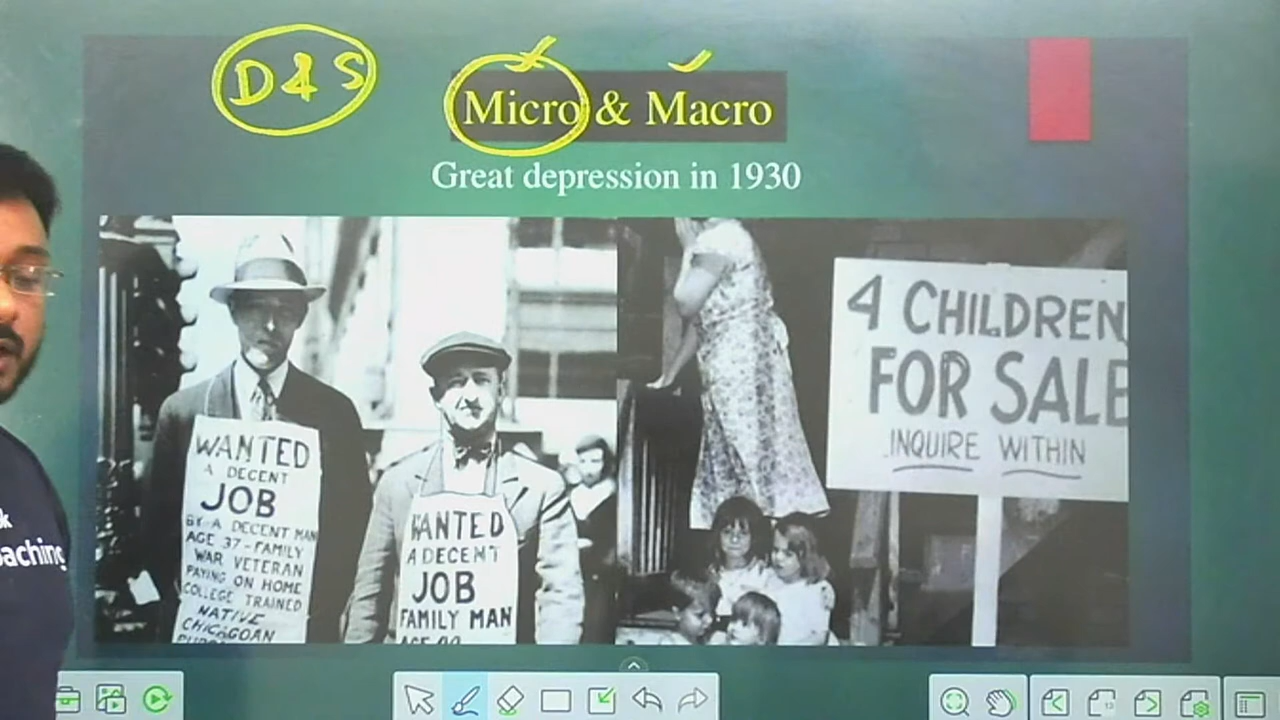 D & S
Micro & Macro
Great depression in 1930
WANTED
A DECENT
JOB
BY A DECENT MAN
AGE 37-FAMILY
WAR VETERAN
PAYING ON HOME
COLLEGE TRAINED
NATIVE
CHICAGOAN
WANTED
A DECENT
JOB
FAMILY MAN
4 CHILDREN
FOR SALE
INQUIRE WITHIN